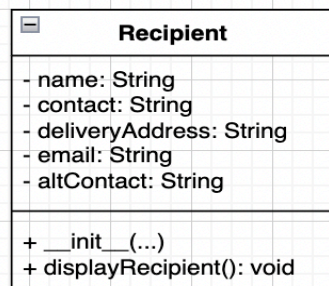 Recipient
- name: String
- contact: String
- deliveryAddress: String
- email: String
- altContact: String
+ __init__(...)
+ displayRecipient(): void